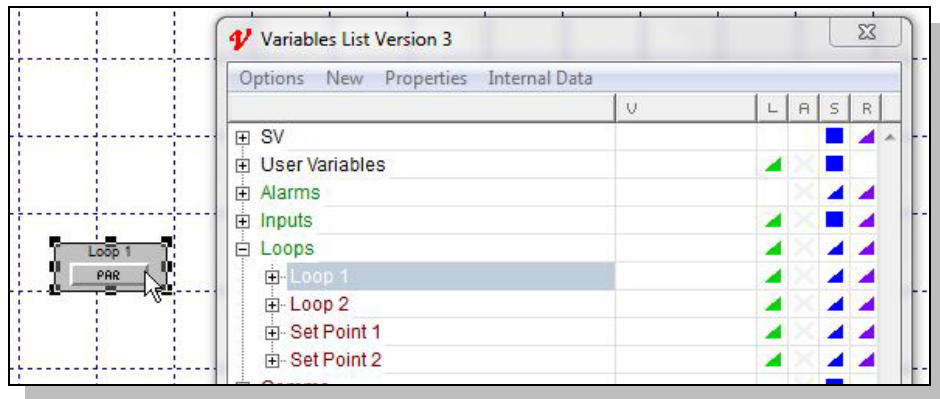 Variables List Version 3
Options New Properties Internal Data
V L A S R
SV
User Variables
Alarms
Inputs
Loops
Loop 1
Loop 2
Set Point 1
Set Point 2
Loop 1
PAR